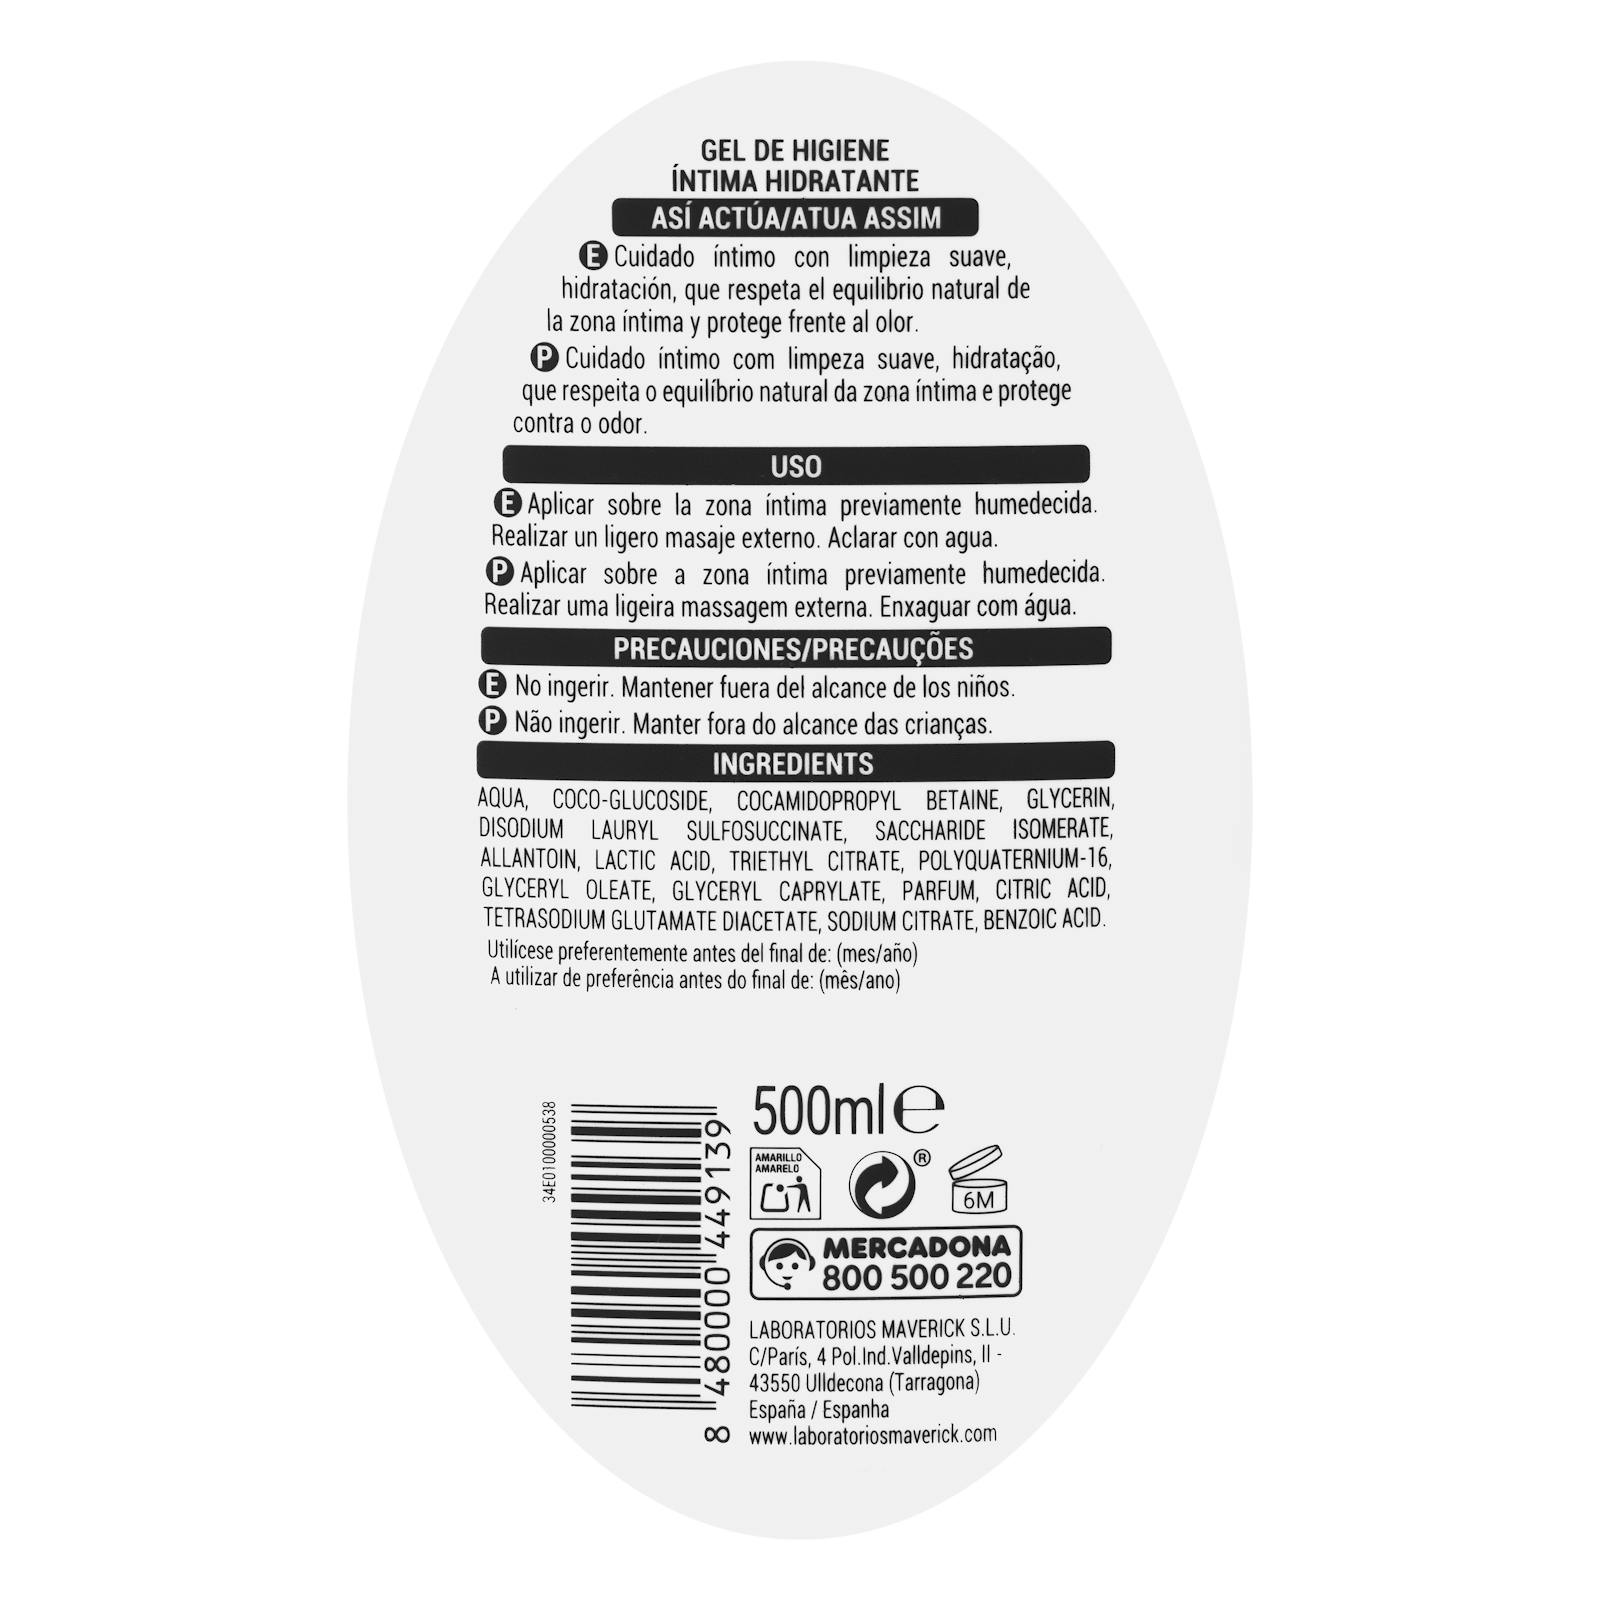 GEL DE HIGIENE
ÍNTIMA HIDRATANTE
ASÍ ACTÚA/ATUA ASSIM
E Cuidado íntimo con limpieza suave,
hidratación, que respeta el equilibrio natural de
la zona íntima y protege frente al olor.
P Cuidado íntimo com limpeza suave, hidratação,
que respeita o equilíbrio natural da zona íntima e protege
contra o odor.
USO
E Aplicar sobre la zona íntima previamente humedecida.
Realizar un ligero masaje externo. Aclarar con agua.
P Aplicar sobre a zona íntima previamente humedecida.
Realizar uma ligeira massagem externa. Enxaguar com água.
PRECAUCIONES/PRECAUÇÕES
E No ingerir. Mantener fuera del alcance de los niños.
P Não ingerir. Manter fora do alcance das crianças.
INGREDIENTS
AQUA, COCO-GLUCOSIDE, COCAMIDOPROPYL BETAINE, GLYCERIN,
DISODIUM LAURYL SULFOSUCCINATE, SACCHARIDE ISOMERATE,
ALLANTOIN, LACTIC ACID, TRIETHYL CITRATE, POLYQUATERNIUM-16,
GLYCERYL OLEATE, GLYCERYL CAPRYLATE, PARFUM, CITRIC ACID,
TETRASODIUM GLUTAMATE DIACETATE, SODIUM CITRATE, BENZOIC ACID.
Utilícese preferentemente antes del final de: (mes/año)
A utilizar de preferência antes do final de: (mês/ano)
34E0100000538
8 480000 449139
500ml e
AMARILLO
AMARELO
®
6M
MERCADONA
800 500 220
LABORATORIOS MAVERICK S.L.U.
C/París, 4 Pol.Ind.Valldepins, II -
43550 Ulldecona (Tarragona)
España / Espanha
www.laboratoriosmaverick.com